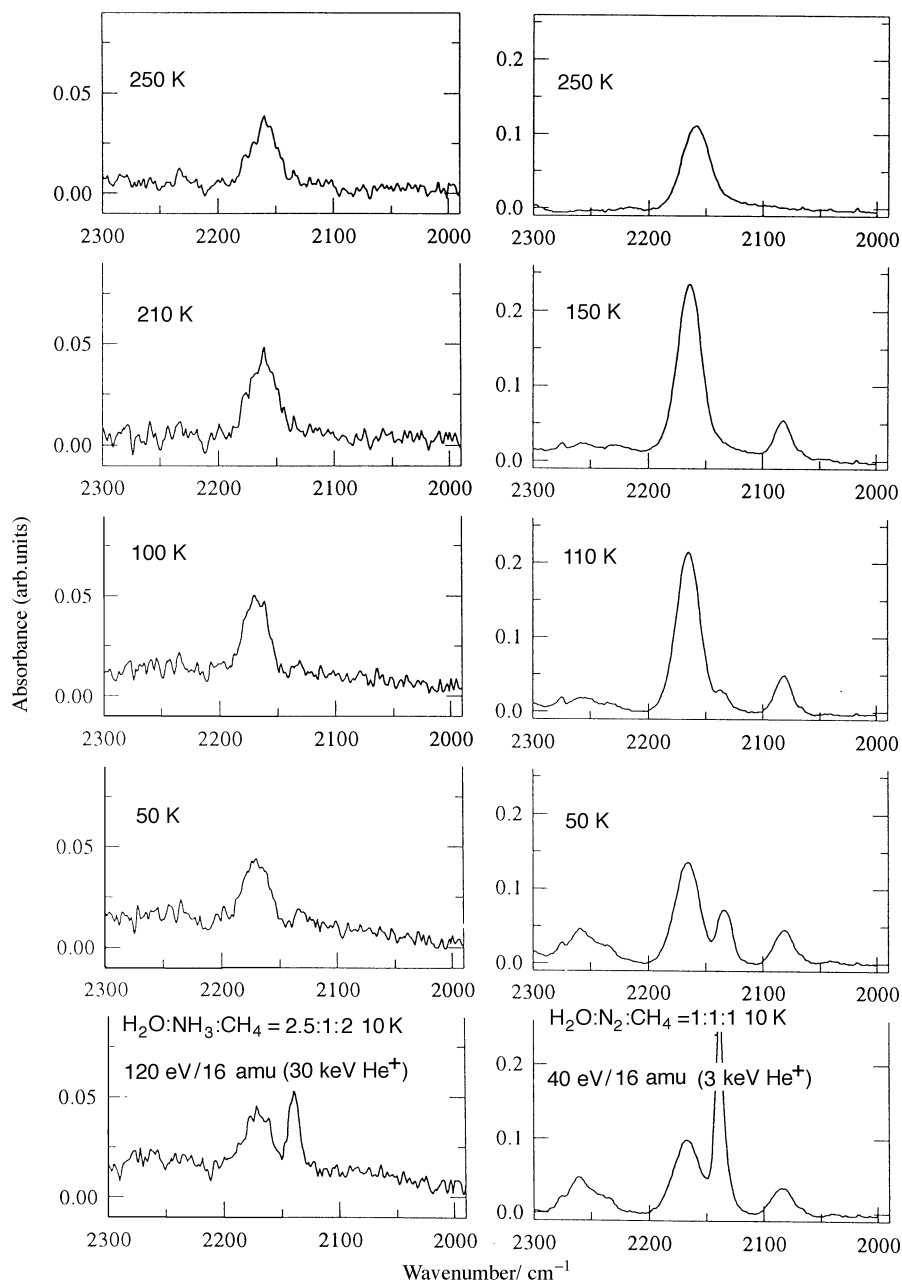 250 K
0.05
0.00
2300 2200 2100 2000
250 K
0.2
0.1
0.0
2300 2200 2100 2000
210 K
0.05
0.00
2300 2200 2100 2000
150 K
0.2
0.1
0.0
2300 2200 2100 2000
Absorbance (arb.units)
100 K
0.05
0.00
2300 2200 2100 2000
110 K
0.2
0.1
0.0
2300 2200 2100 2000
50 K
0.05
0.00
2300 2200 2100 2000
50 K
0.2
0.1
0.0
2300 2200 2100 2000
H₂O:NH₃:CH₄ = 2.5:1:2 10 K
120 eV/16 amu (30 keV He⁺)
0.05
0.00
2300 2200 2100 2000
H₂O:N₂:CH₄ =1:1:1 10 K
40 eV/16 amu (3 keV He⁺)
0.2
0.1
0.0
2300 2200 2100 2000
Wavenumber/ cm⁻¹